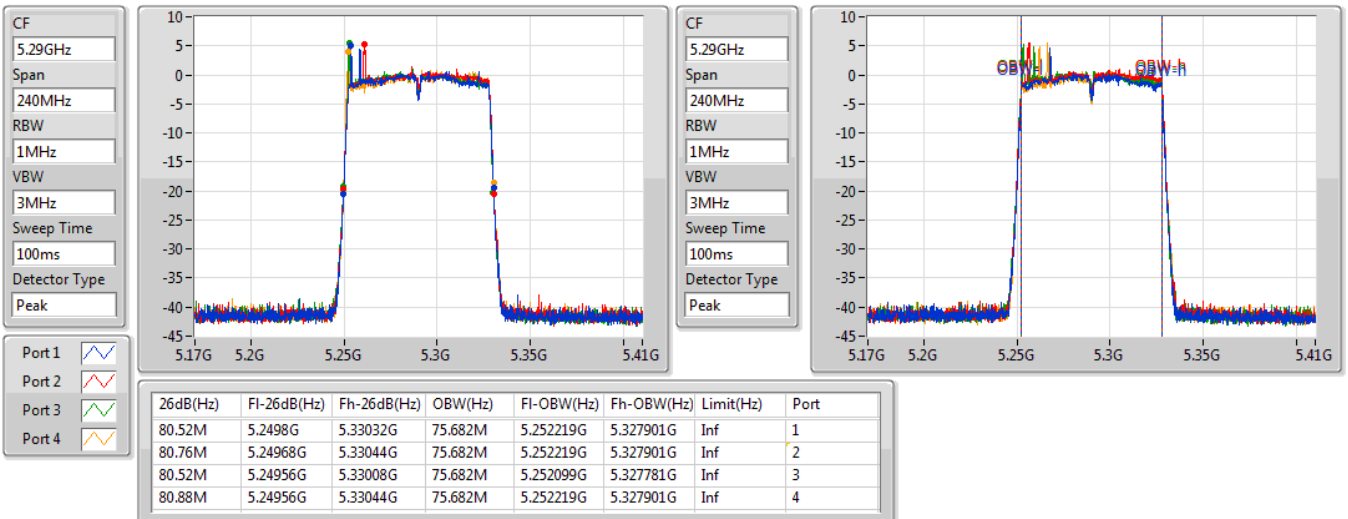 CF
5.29GHz
Span
240MHz
RBW
1MHz
VBW
3MHz
Sweep Time
100ms
Detector Type
Peak
10
5
0
-5
-10
-15
-20
-25
-30
-35
-40
-45
5.17G 5.2G 5.25G 5.3G 5.35G 5.41G
CF
5.29GHz
Span
240MHz
RBW
1MHz
VBW
3MHz
Sweep Time
100ms
Detector Type
Peak
10
5
0
-5
-10
-15
-20
-25
-30
-35
-40
-45
OBW-l OBW-h
5.17G 5.2G 5.25G 5.3G 5.35G 5.41G
Port 1
Port 2
Port 3
Port 4
26dB(Hz) Fl-26dB(Hz) Fh-26dB(Hz) OBW(Hz) Fl-OBW(Hz) Fh-OBW(Hz) Limit(Hz) Port
80.52M 5.2498G 5.33032G 75.682M 5.252219G 5.327901G Inf 1
80.76M 5.24968G 5.33044G 75.682M 5.252219G 5.327901G Inf 2
80.52M 5.24956G 5.33008G 75.682M 5.252099G 5.327781G Inf 3
80.88M 5.24956G 5.33044G 75.682M 5.252219G 5.327901G Inf 4